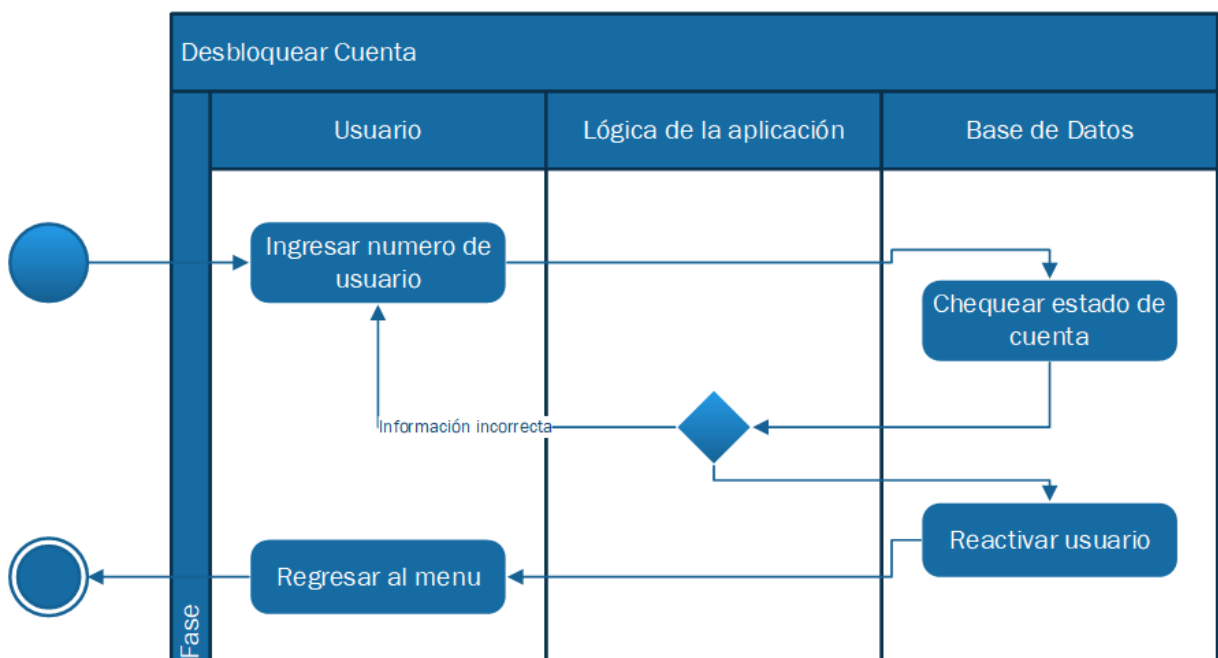 Desbloquear Cuenta
Usuario
Lógica de la aplicación
Base de Datos
Ingresar numero de
usuario
Chequear estado de
cuenta
Información incorrecta
Reactivar usuario
Regresar al menu
Fase